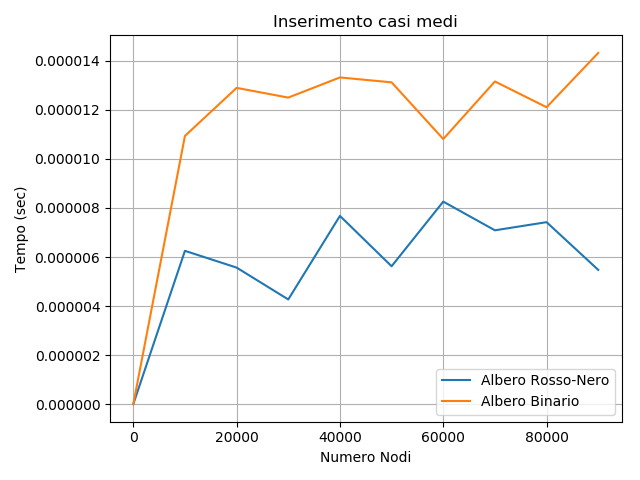 Inserimento casi medi
Tempo (sec)
0.000014
0.000012
0.000010
0.000008
0.000006
0.000004
0.000002
0.000000
Albero Rosso-Nero
Albero Binario
0 20000 40000 60000 80000
Numero Nodi